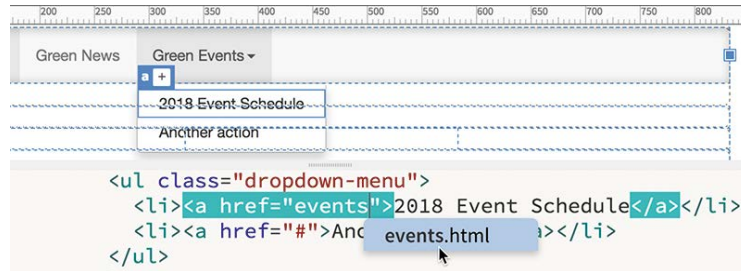 200 250 300 350 400 450 500 550 600 650 700 750 800
Green News Green Events
a +
2018 Event Schedule
Another action
<ul class="dropdown-menu">
<li><a href="events">2018 Event Schedule</a></li>
<li><a href="#">And a></li>
events.html
</ul>